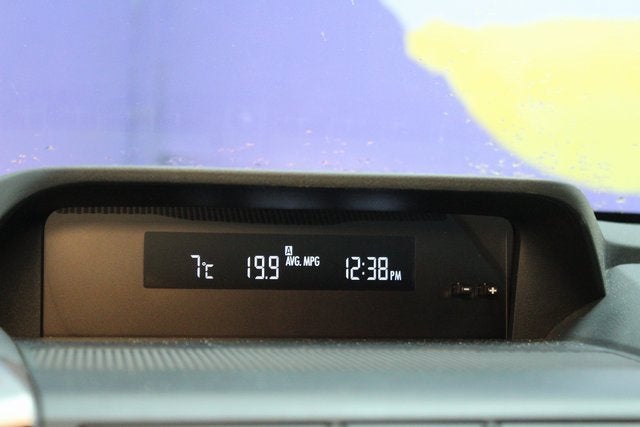 7°C 19.9 A AVG. MPG 12:38 PM
- +